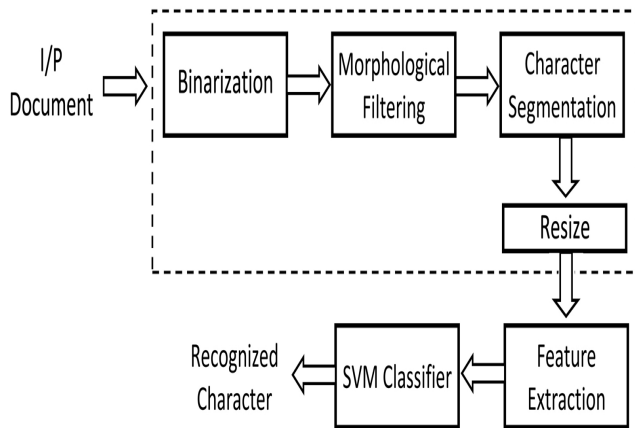 I/P
Document
Binarization
Morphological
Filtering
Character
Segmentation
Resize
Feature
Extraction
SVM Classifier
Recognized
Character